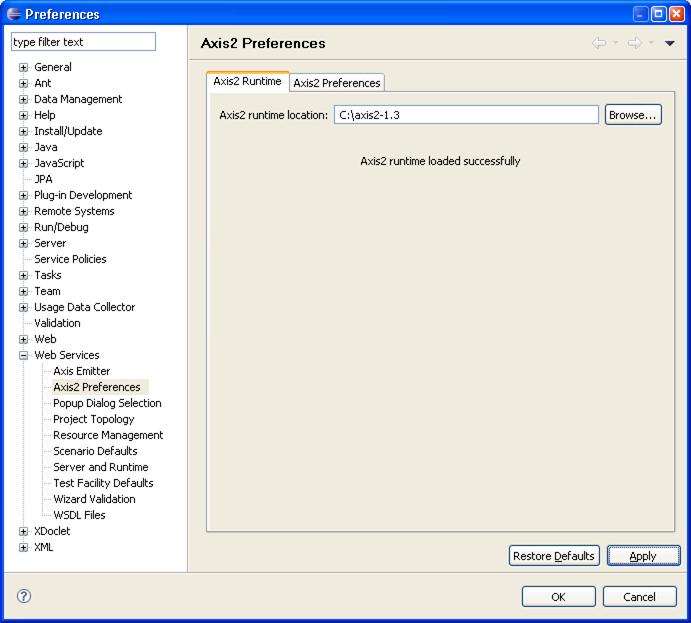 Preferences
type filter text
General
Ant
Data Management
Help
Install/Update
Java
JavaScript
JPA
Plug-in Development
Remote Systems
Run/Debug
Server
Service Policies
Tasks
Team
Usage Data Collector
Validation
Web
Web Services
Axis Emitter
Axis2 Preferences
Popup Dialog Selection
Project Topology
Resource Management
Scenario Defaults
Server and Runtime
Test Facility Defaults
Wizard Validation
WSDL Files
XDoclet
XML
Axis2 Preferences
Axis2 Runtime Axis2 Preferences
Axis2 runtime location: C:\axis2-1.3 Browse...
Axis2 runtime loaded successfully
Restore Defaults Apply
? OK Cancel